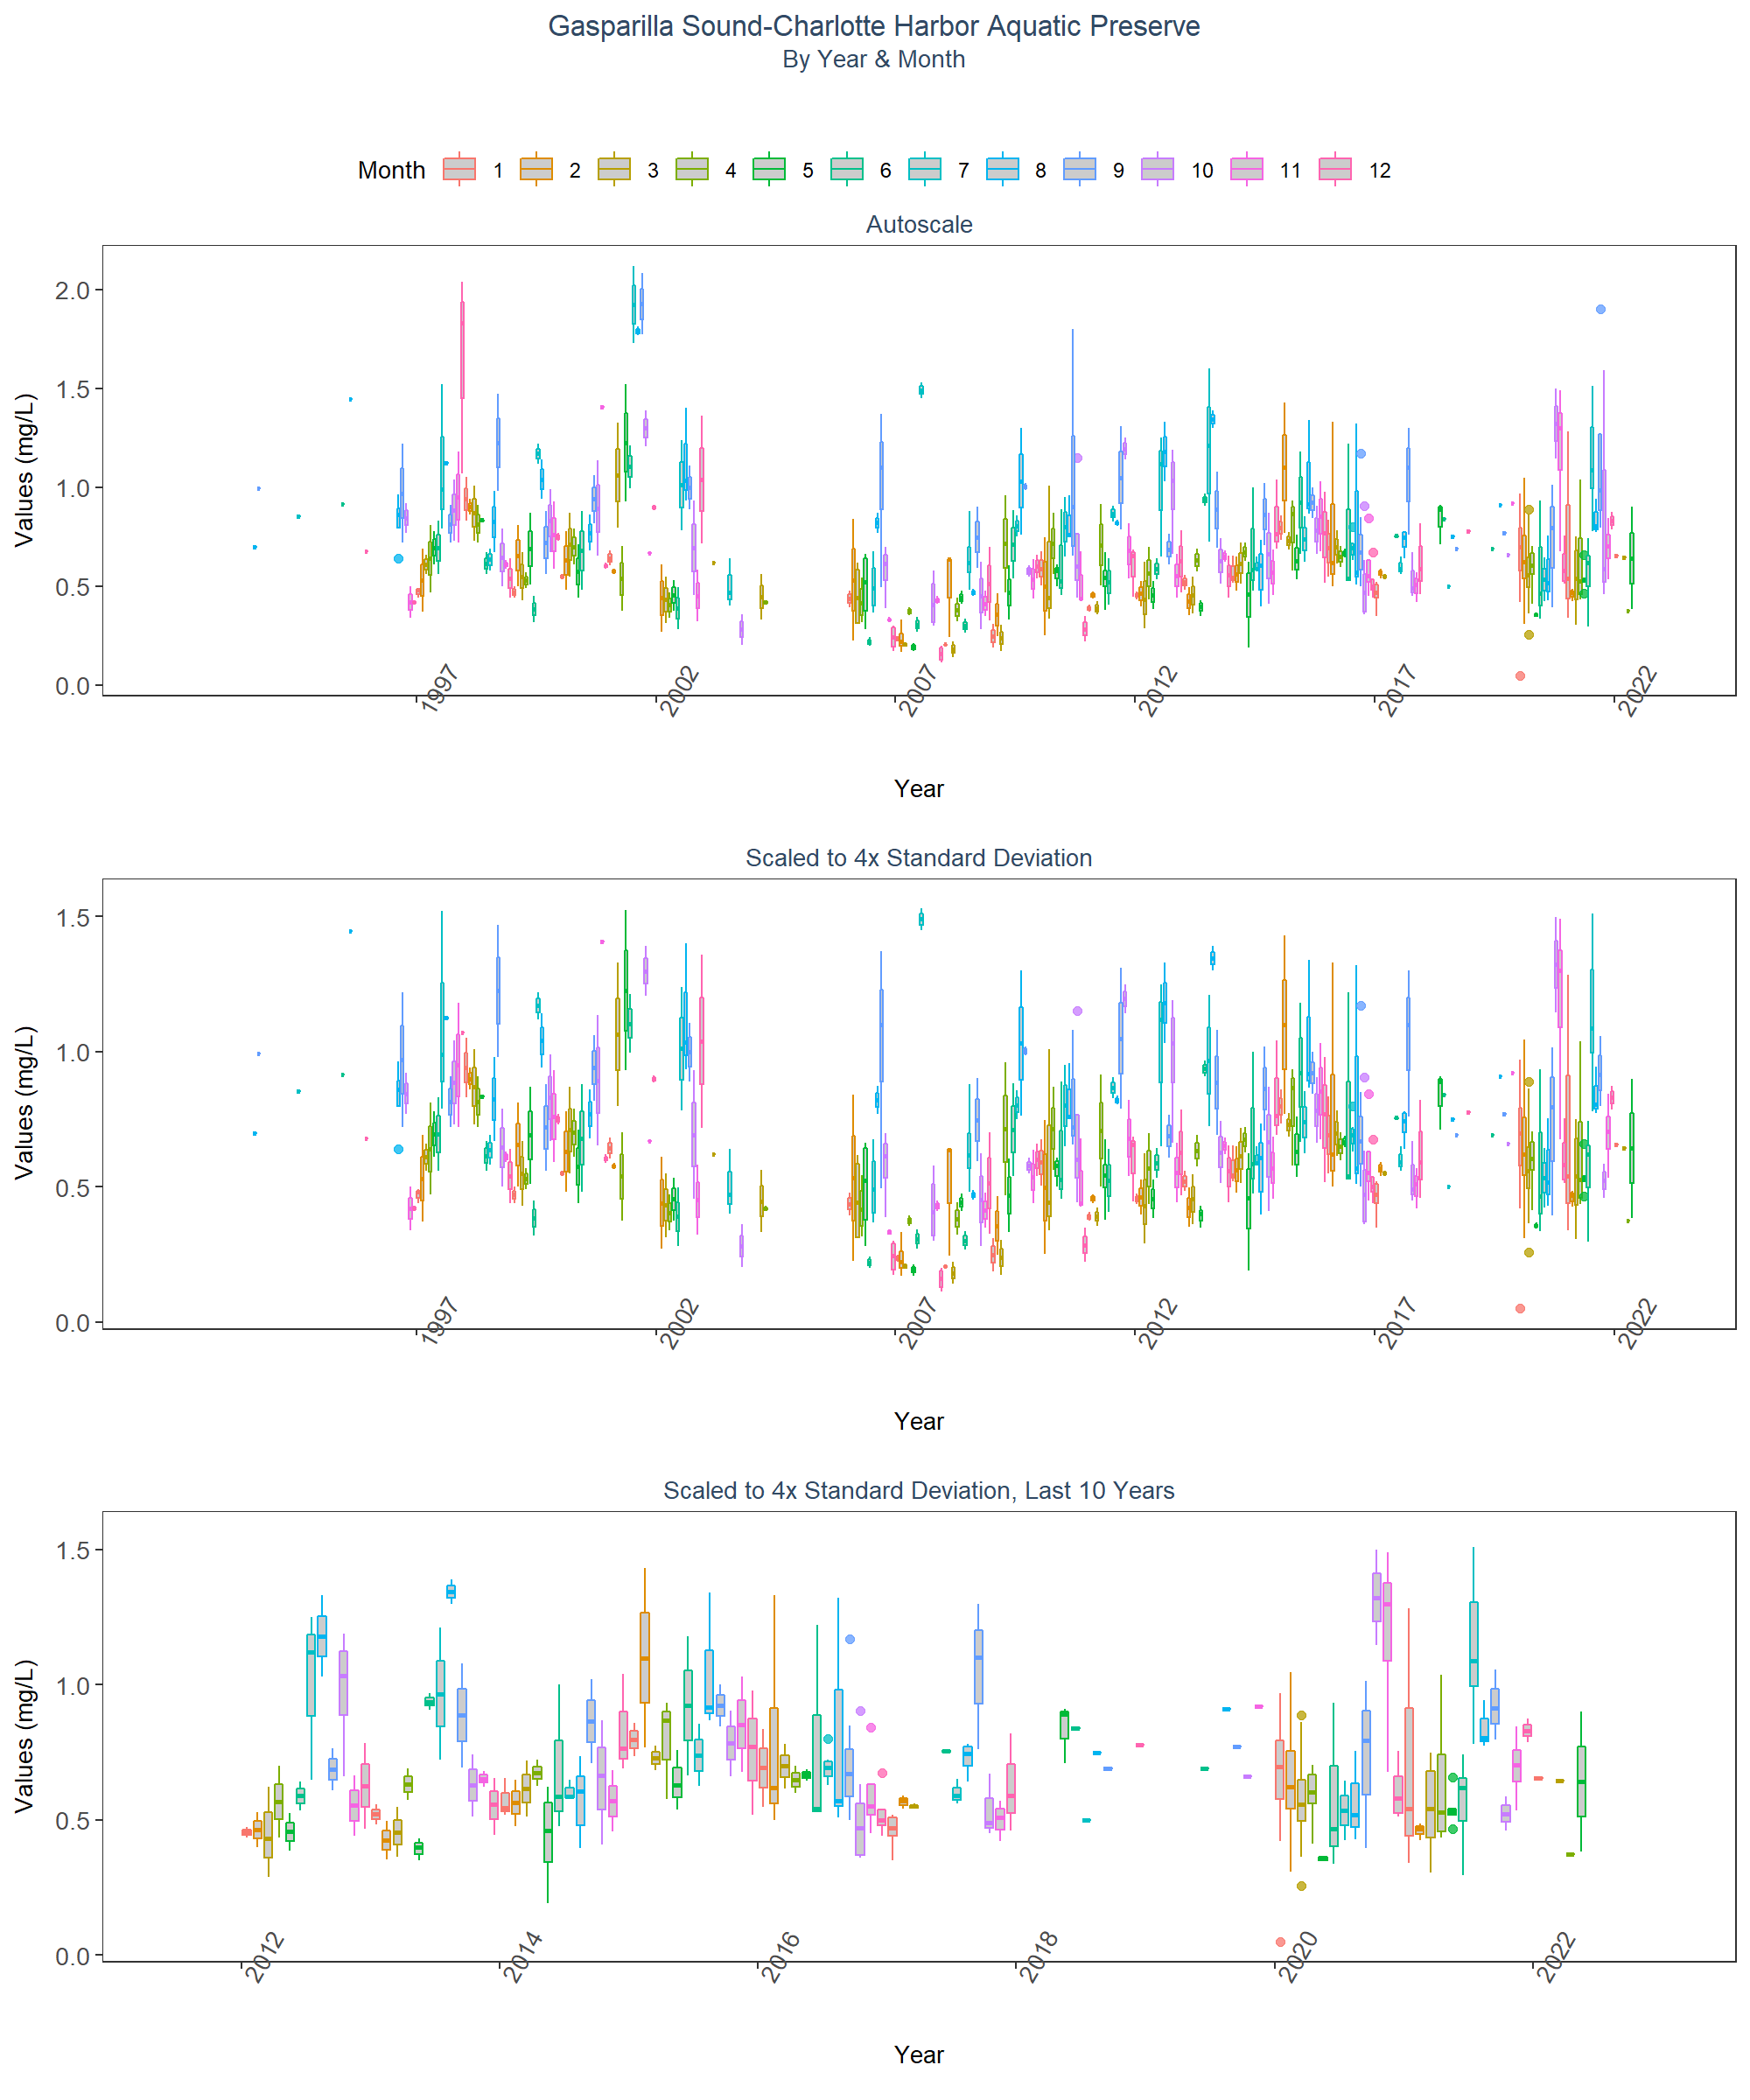 Gasparilla Sound-Charlotte Harbor Aquatic Preserve
By Year & Month
Month 1 2 3 4 5 6 7 8 9 10 11 12
Autoscale
Values (mg/L)
2.0
1.5
1.0
0.5
0.0
1997 2002 2007 2012 2017 2022
Year
Scaled to 4x Standard Deviation
Values (mg/L)
1.5
1.0
0.5
0.0
1997 2002 2007 2012 2017 2022
Year
Scaled to 4x Standard Deviation, Last 10 Years
Values (mg/L)
1.5
1.0
0.5
0.0
2012 2014 2016 2018 2020 2022
Year